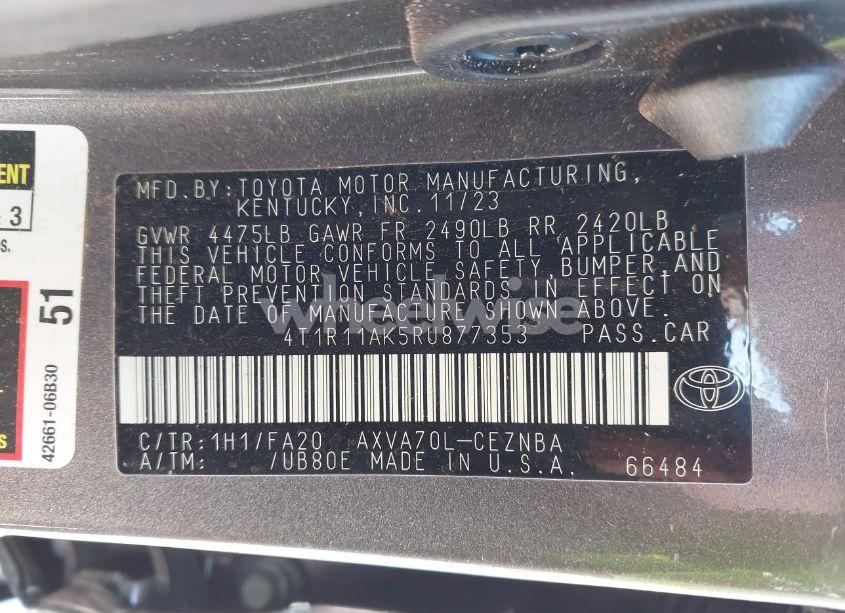 MFD. BY: TOYOTA MOTOR MANUFACTURING,
KENTUCKY, INC. 11/23
GVWR 4475LB GAWR FR 2490LB RR 2420LB
THIS VEHICLE CONFORMS TO ALL APPLICABLE
FEDERAL MOTOR VEHICLE SAFETY, BUMPER, AND
THEFT PREVENTION STANDARDS IN EFFECT ON
THE DATE OF MANUFACTURE SHOWN ABOVE.
4T1R11AK5RU877353 PASS. CAR
C/TR: 1H1/FA20 AXVA70L-CEZNBA
A/TM: /UB80E MADE IN U.S.A. 66484
wheelwise
3
51
42661-06B30